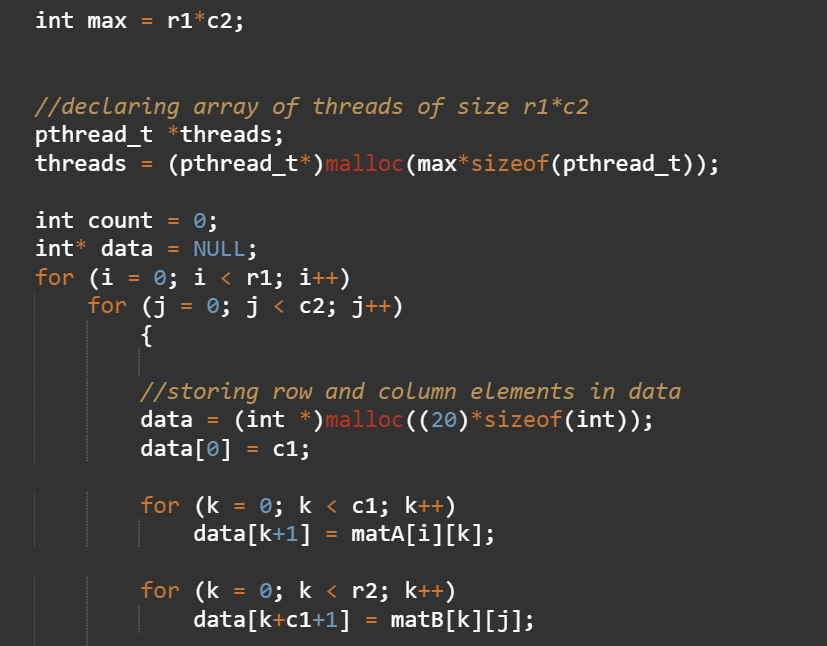 int max = r1*c2;
//declaring array of threads of size r1*c2
pthread_t *threads;
threads = (pthread_t*)malloc(max*sizeof(pthread_t));
int count = 0;
int* data = NULL;
for (i = 0; i < r1; i++)
for (j = 0; j < c2; j++)
{
//storing row and column elements in data
data = (int *)malloc((20)*sizeof(int));
data[0] = c1;
for (k = 0; k < c1; k++)
data[k+1] = matA[i][k];
for (k = 0; k < r2; k++)
data[k+c1+1] = matB[k][j];